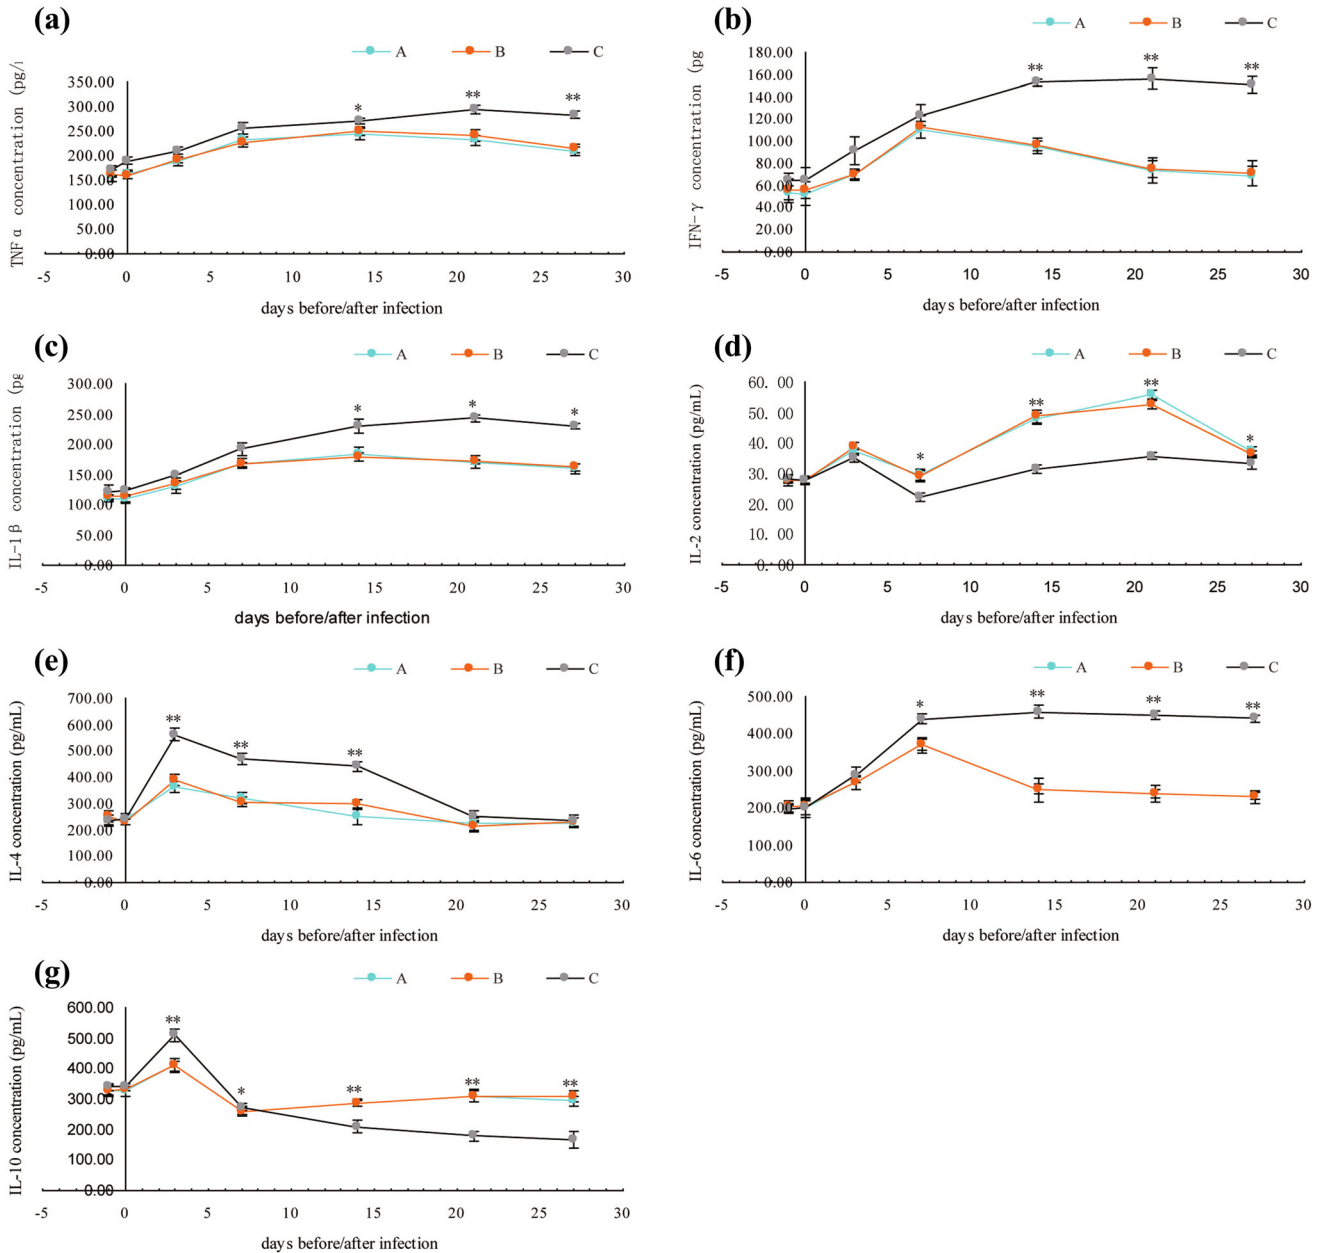 (a)
A B C
TNF α concentration (pg/
350.00
300.00
250.00
200.00
150.00
100.00
50.00
0.00
* ** **
-5 0 5 10 15 20 25 30
days before/after infection
(b)
A B C
IFN-γ concentration (pg
180.00
160.00
140.00
120.00
100.00
80.00
60.00
40.00
20.00
0.00
** ** **
-5 0 5 10 15 20 25 30
days before/after infection
(c)
A B C
IL-1β concentration (pg
300.00
250.00
200.00
150.00
100.00
50.00
0.00
* * *
-5 0 5 10 15 20 25 30
days before/after infection
(d)
A B C
IL-2 concentration (pg/mL)
60. 00
50. 00
40. 00
30. 00
20. 00
10. 00
0. 00
* ** ** *
-5 0 5 10 15 20 25 30
days before/after infection
(e)
A B C
IL-4 concentration (pg/mL)
700.00
600.00
500.00
400.00
300.00
200.00
100.00
0.00
** ** **
-5 0 5 10 15 20 25 30
days before/after infection
(f)
A B C
IL-6 concentration (pg/mL)
500.00
400.00
300.00
200.00
100.00
0.00
* ** ** **
-5 0 5 10 15 20 25 30
days before/after infection
(g)
A B C
IL-10 concentration (pg/mL)
600.00
500.00
400.00
300.00
200.00
100.00
0.00
** * ** ** **
-5 0 5 10 15 20 25 30
days before/after infection